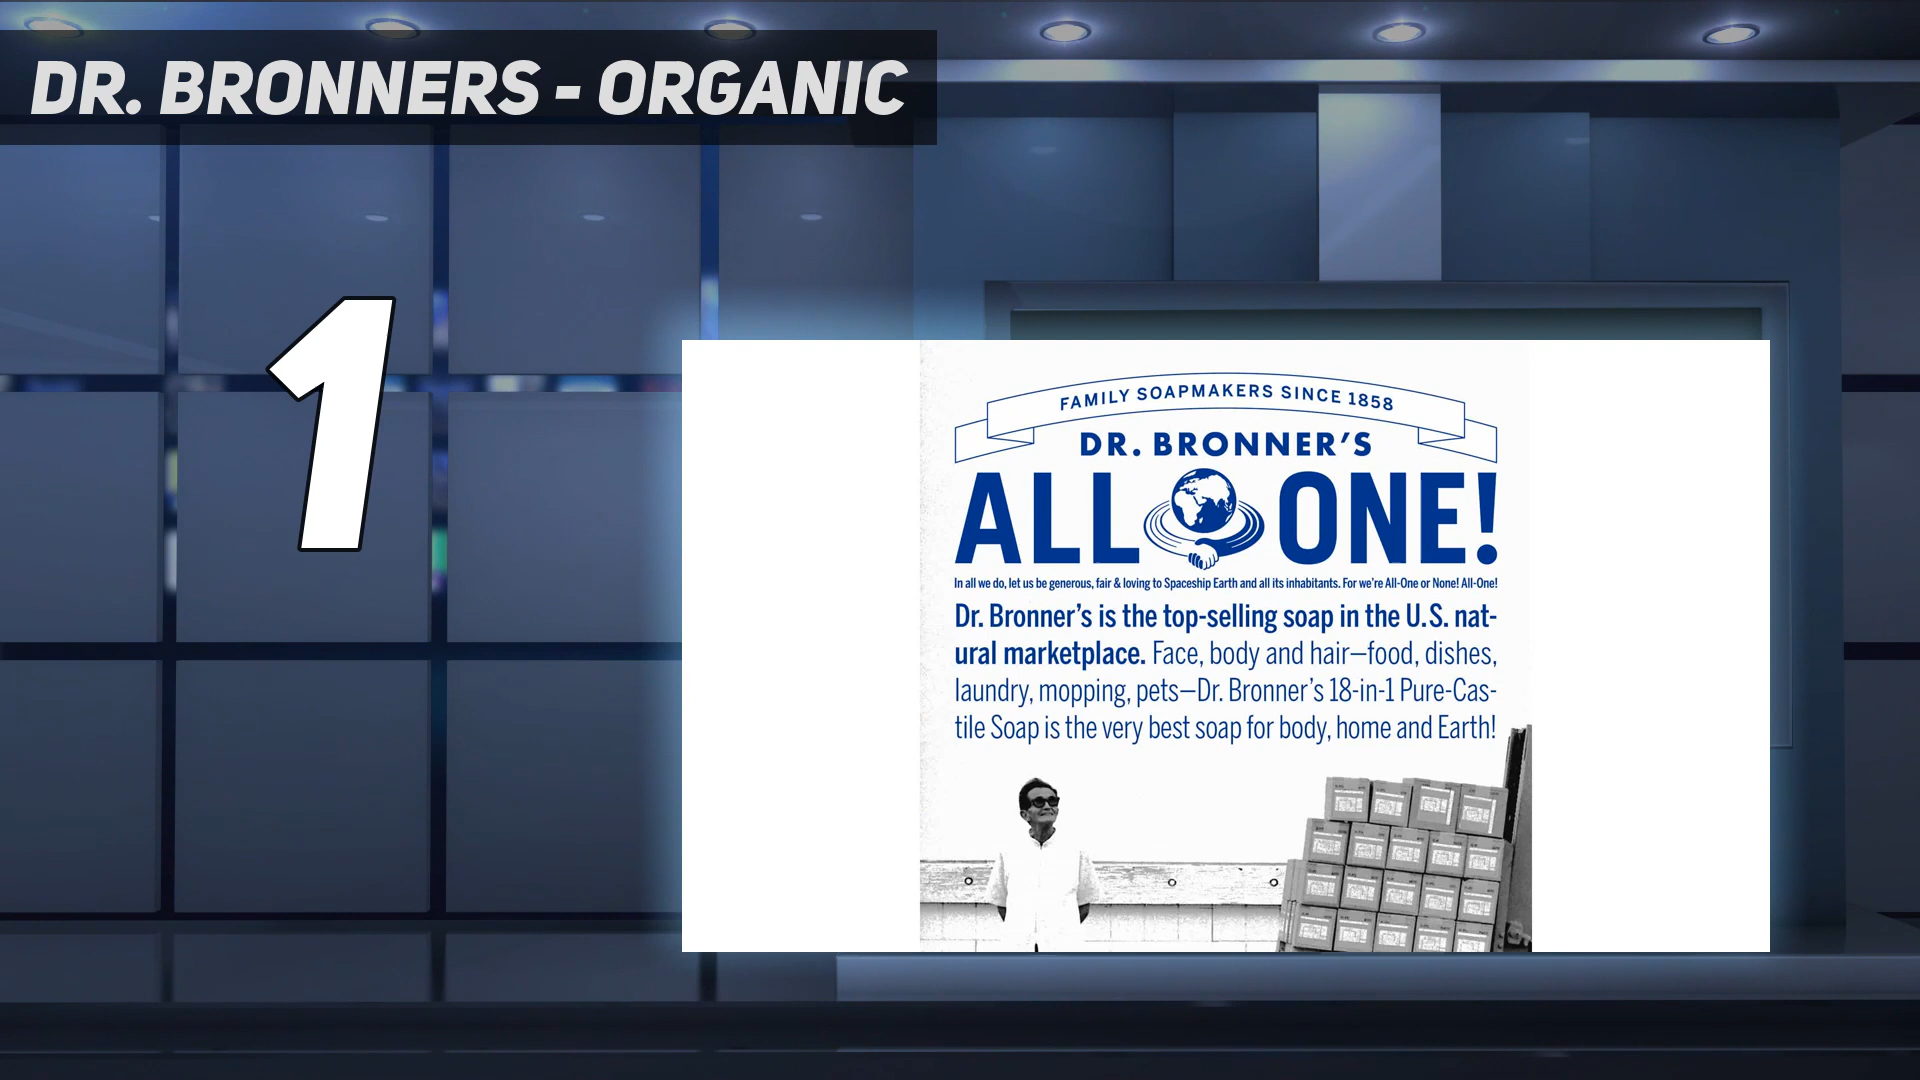 DR. BRONNERS - ORGANIC
1
FAMILY SOAPMAKERS SINCE 1858
DR. BRONNER'S
ALL ONE!
In all we do, let us be generous, fair & loving to Spaceship Earth and all its inhabitants. For we're All-One or None! All-One!
Dr. Bronner's is the top-selling soap in the U.S. nat-
ural marketplace. Face, body and hair—food, dishes,
laundry, mopping, pets—Dr. Bronner's 18-in-1 Pure-Cas-
tile Soap is the very best soap for body, home and Earth!